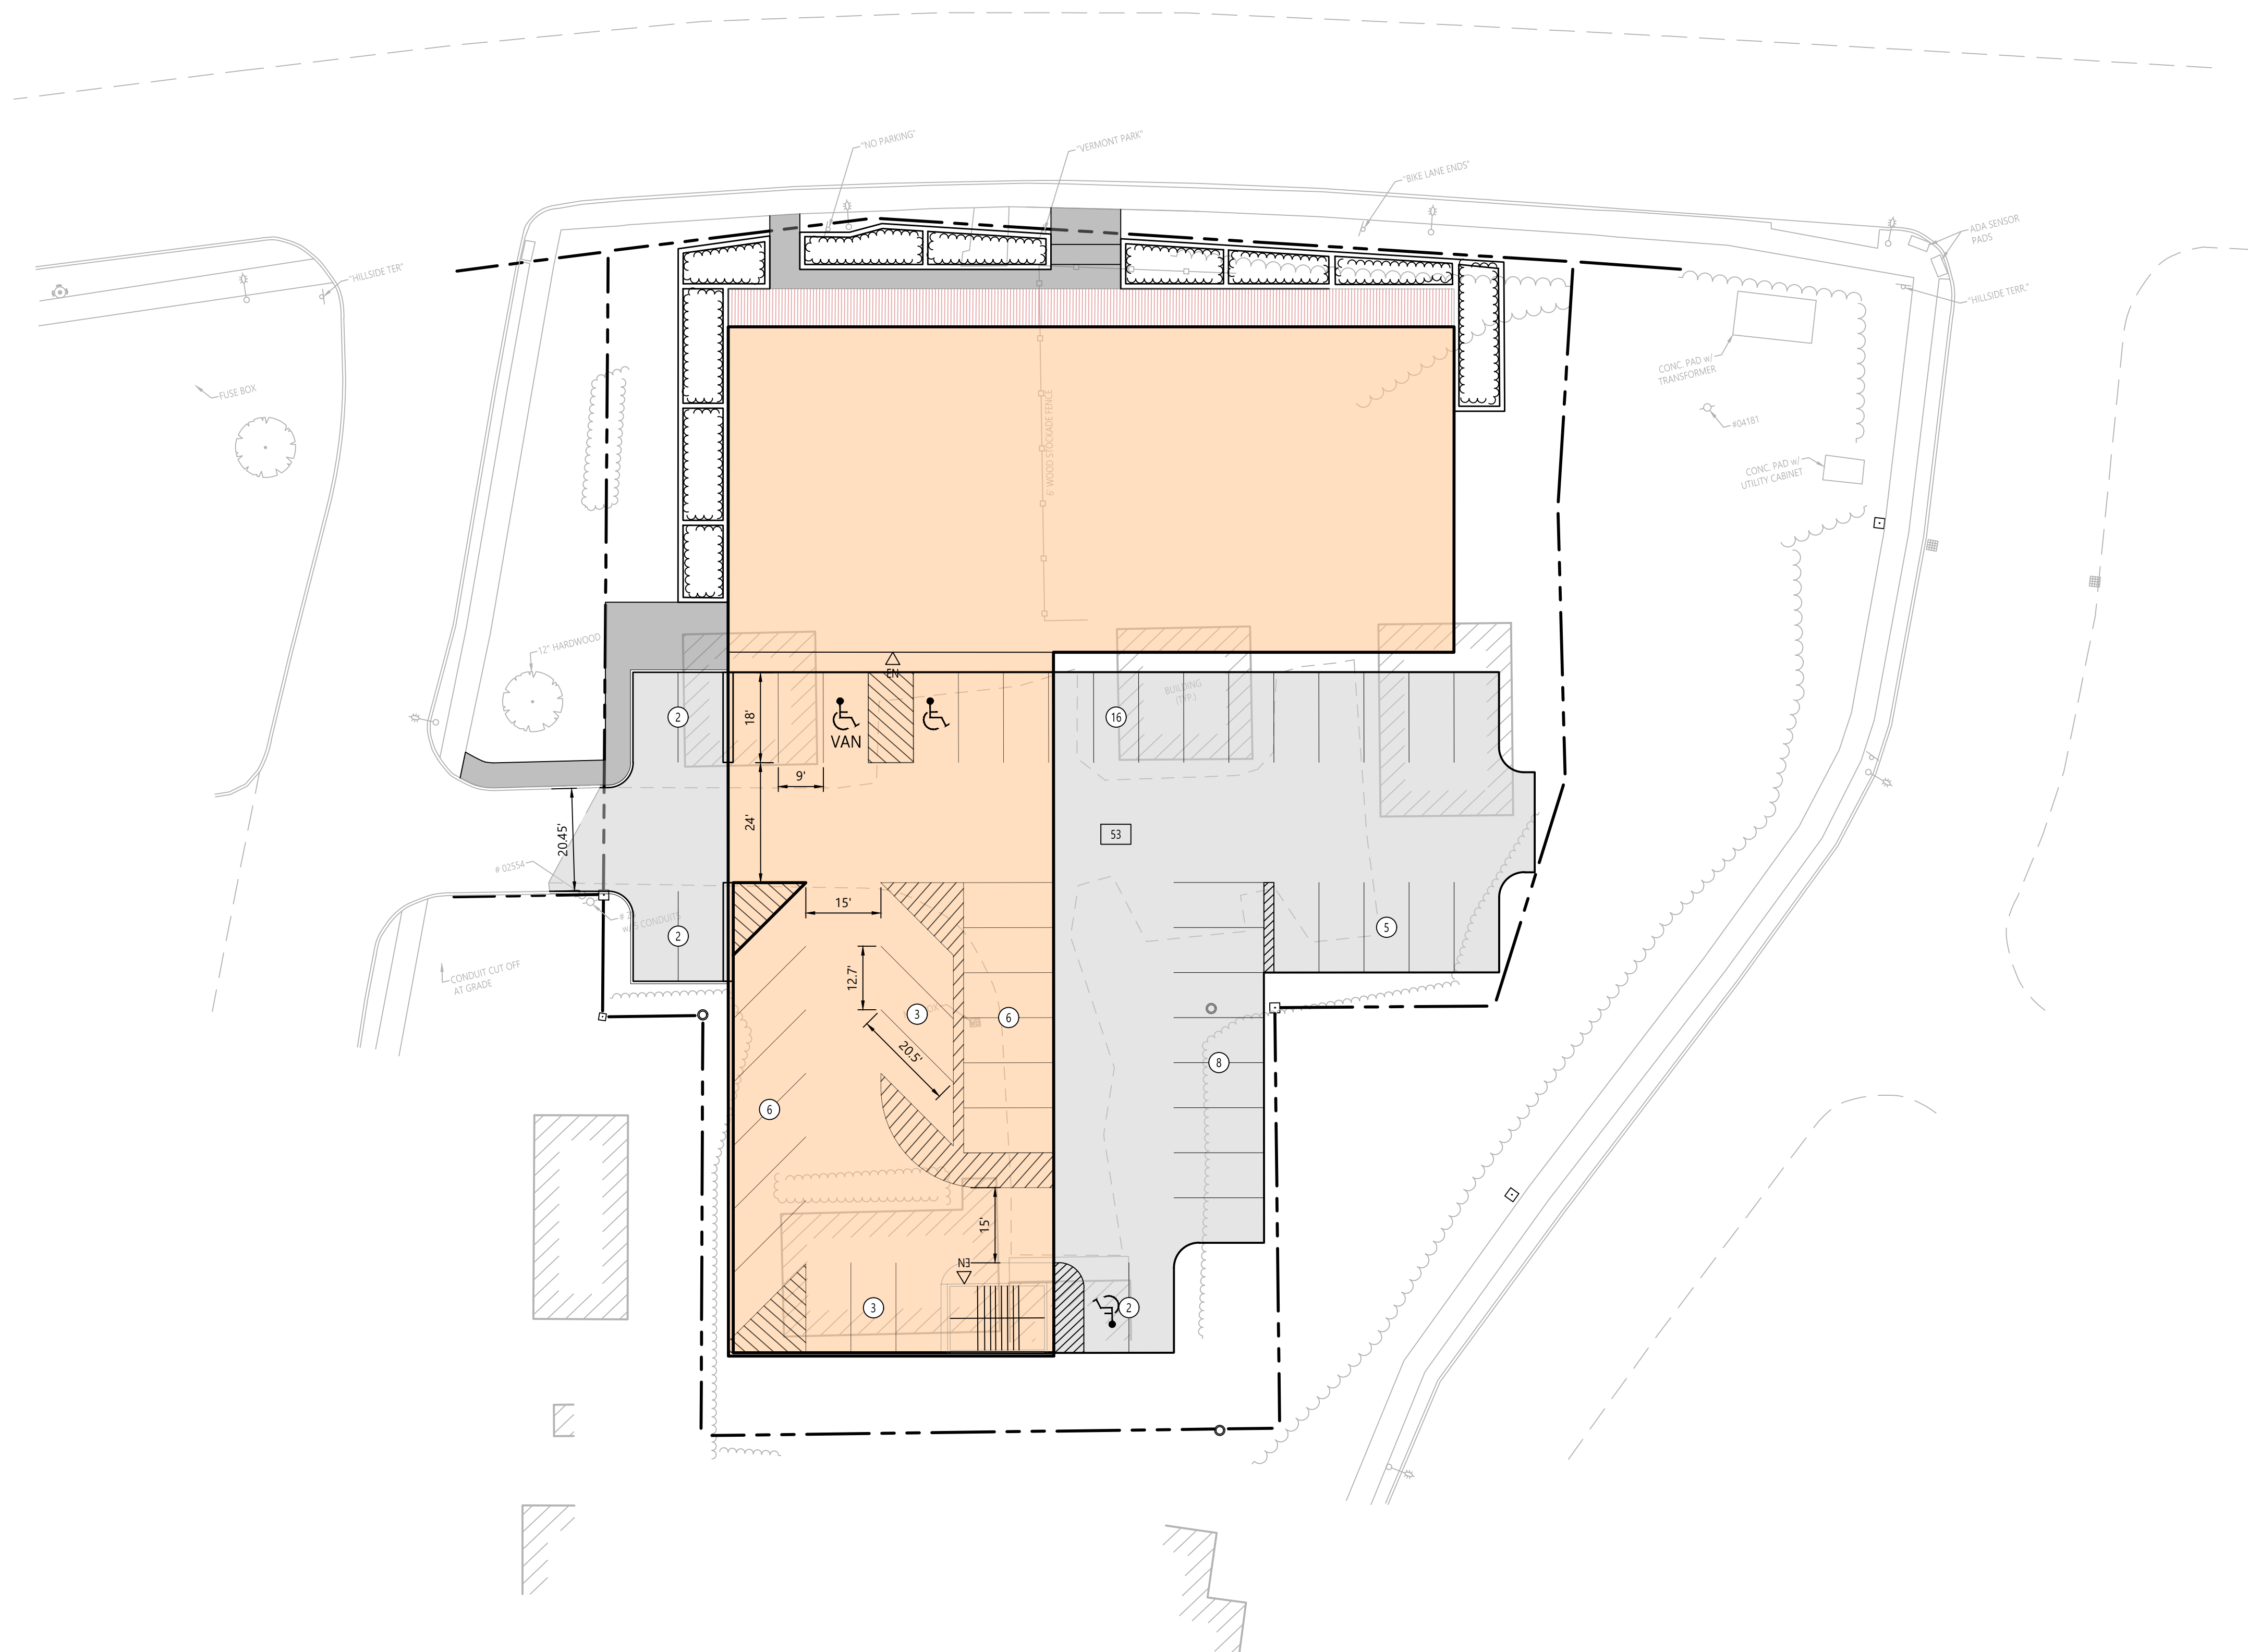 "NO PARKING"
"VERMONT PARK"
"BIKE LANE ENDS"
ADA SENSOR
PADS
"HILLSIDE TER"
"HILLSIDE TERR."
FUSE BOX
CONC. PAD w/
TRANSFORMER
#04181
6' WOOD STOCKADE FENCE
CONC. PAD w/
UTILITY CABINET
12" HARDWOOD
EN
BUILDING
(TYP.)
2
18'
VAN
16
9'
20.45'
24'
53
# 02554
15'
# 2
w/ 6 CONDUITS
2
5
CONDUIT CUT OFF
AT GRADE
12.7'
3
6
20.5'
8
6
15'
EN
3
2